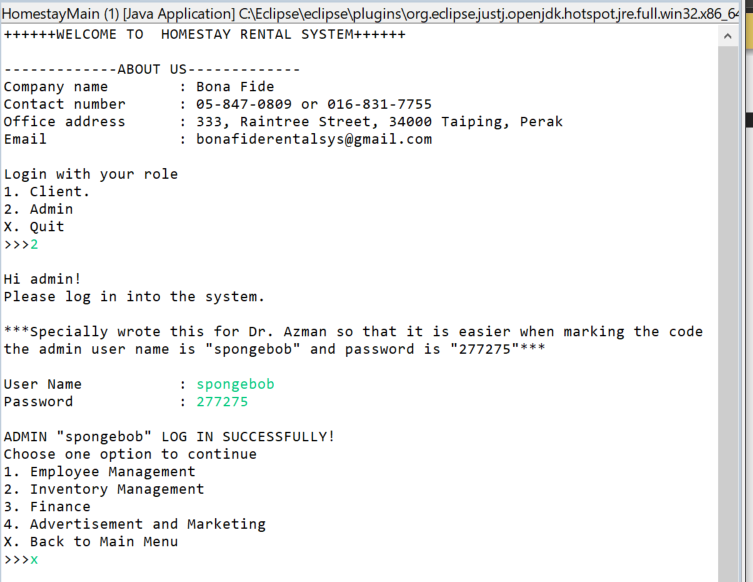 HomestayMain (1) [Java Application] C:\Eclipse\eclipse\plugins\org.eclipse.justj.openjdk.hotspot.jre.full.win32.x86_64
++++++WELCOME TO  HOMESTAY RENTAL SYSTEM++++++
-------------ABOUT US-------------
Company name        : Bona Fide
Contact number      : 05-847-0809 or 016-831-7755
Office address      : 333, Raintree Street, 34000 Taiping, Perak
Email               : bonafiderentalsys@gmail.com
Login with your role
1. Client.
2. Admin
X. Quit
>>>2
Hi admin!
Please log in into the system.
***Specially wrote this for Dr. Azman so that it is easier when marking the code
the admin user name is "spongebob" and password is "277275"***
User Name           : spongebob
Password            : 277275
ADMIN "spongebob" LOG IN SUCCESSFULLY!
Choose one option to continue
1. Employee Management
2. Inventory Management
3. Finance
4. Advertisement and Marketing
X. Back to Main Menu
>>>x